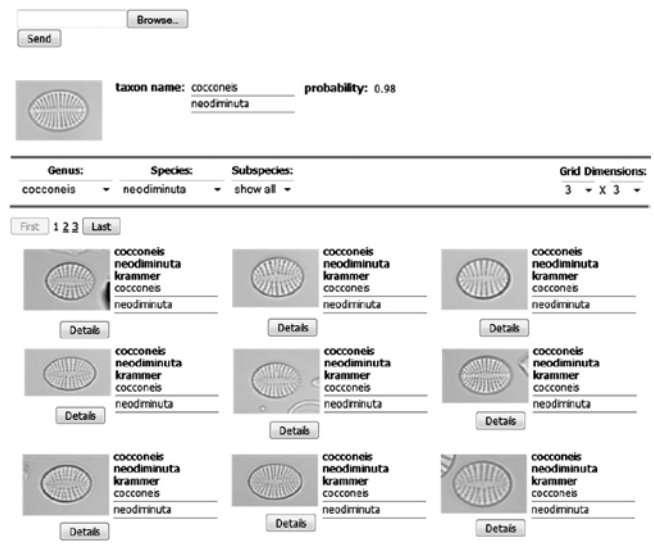 Browse...
Send
taxon name: cocconeis probability: 0.98
neodiminuta
Genus: Species: Subspecies: Grid Dimensions:
cocconeis neodiminuta show all 3 X 3
First 1 2 3 Last
cocconeis cocconeis cocconeis
neodiminuta neodiminuta neodiminuta
krammer krammer krammer
cocconeis cocconeis cocconeis
neodiminuta neodiminuta neodiminuta
Details Details Details
cocconeis cocconeis cocconeis
neodiminuta neodiminuta neodiminuta
krammer krammer krammer
cocconeis cocconeis cocconeis
neodiminuta neodiminuta neodiminuta
Details Details Details
cocconeis cocconeis cocconeis
neodiminuta neodiminuta neodiminuta
krammer krammer krammer
cocconeis cocconeis cocconeis
neodiminuta neodiminuta neodiminuta
Details Details Details